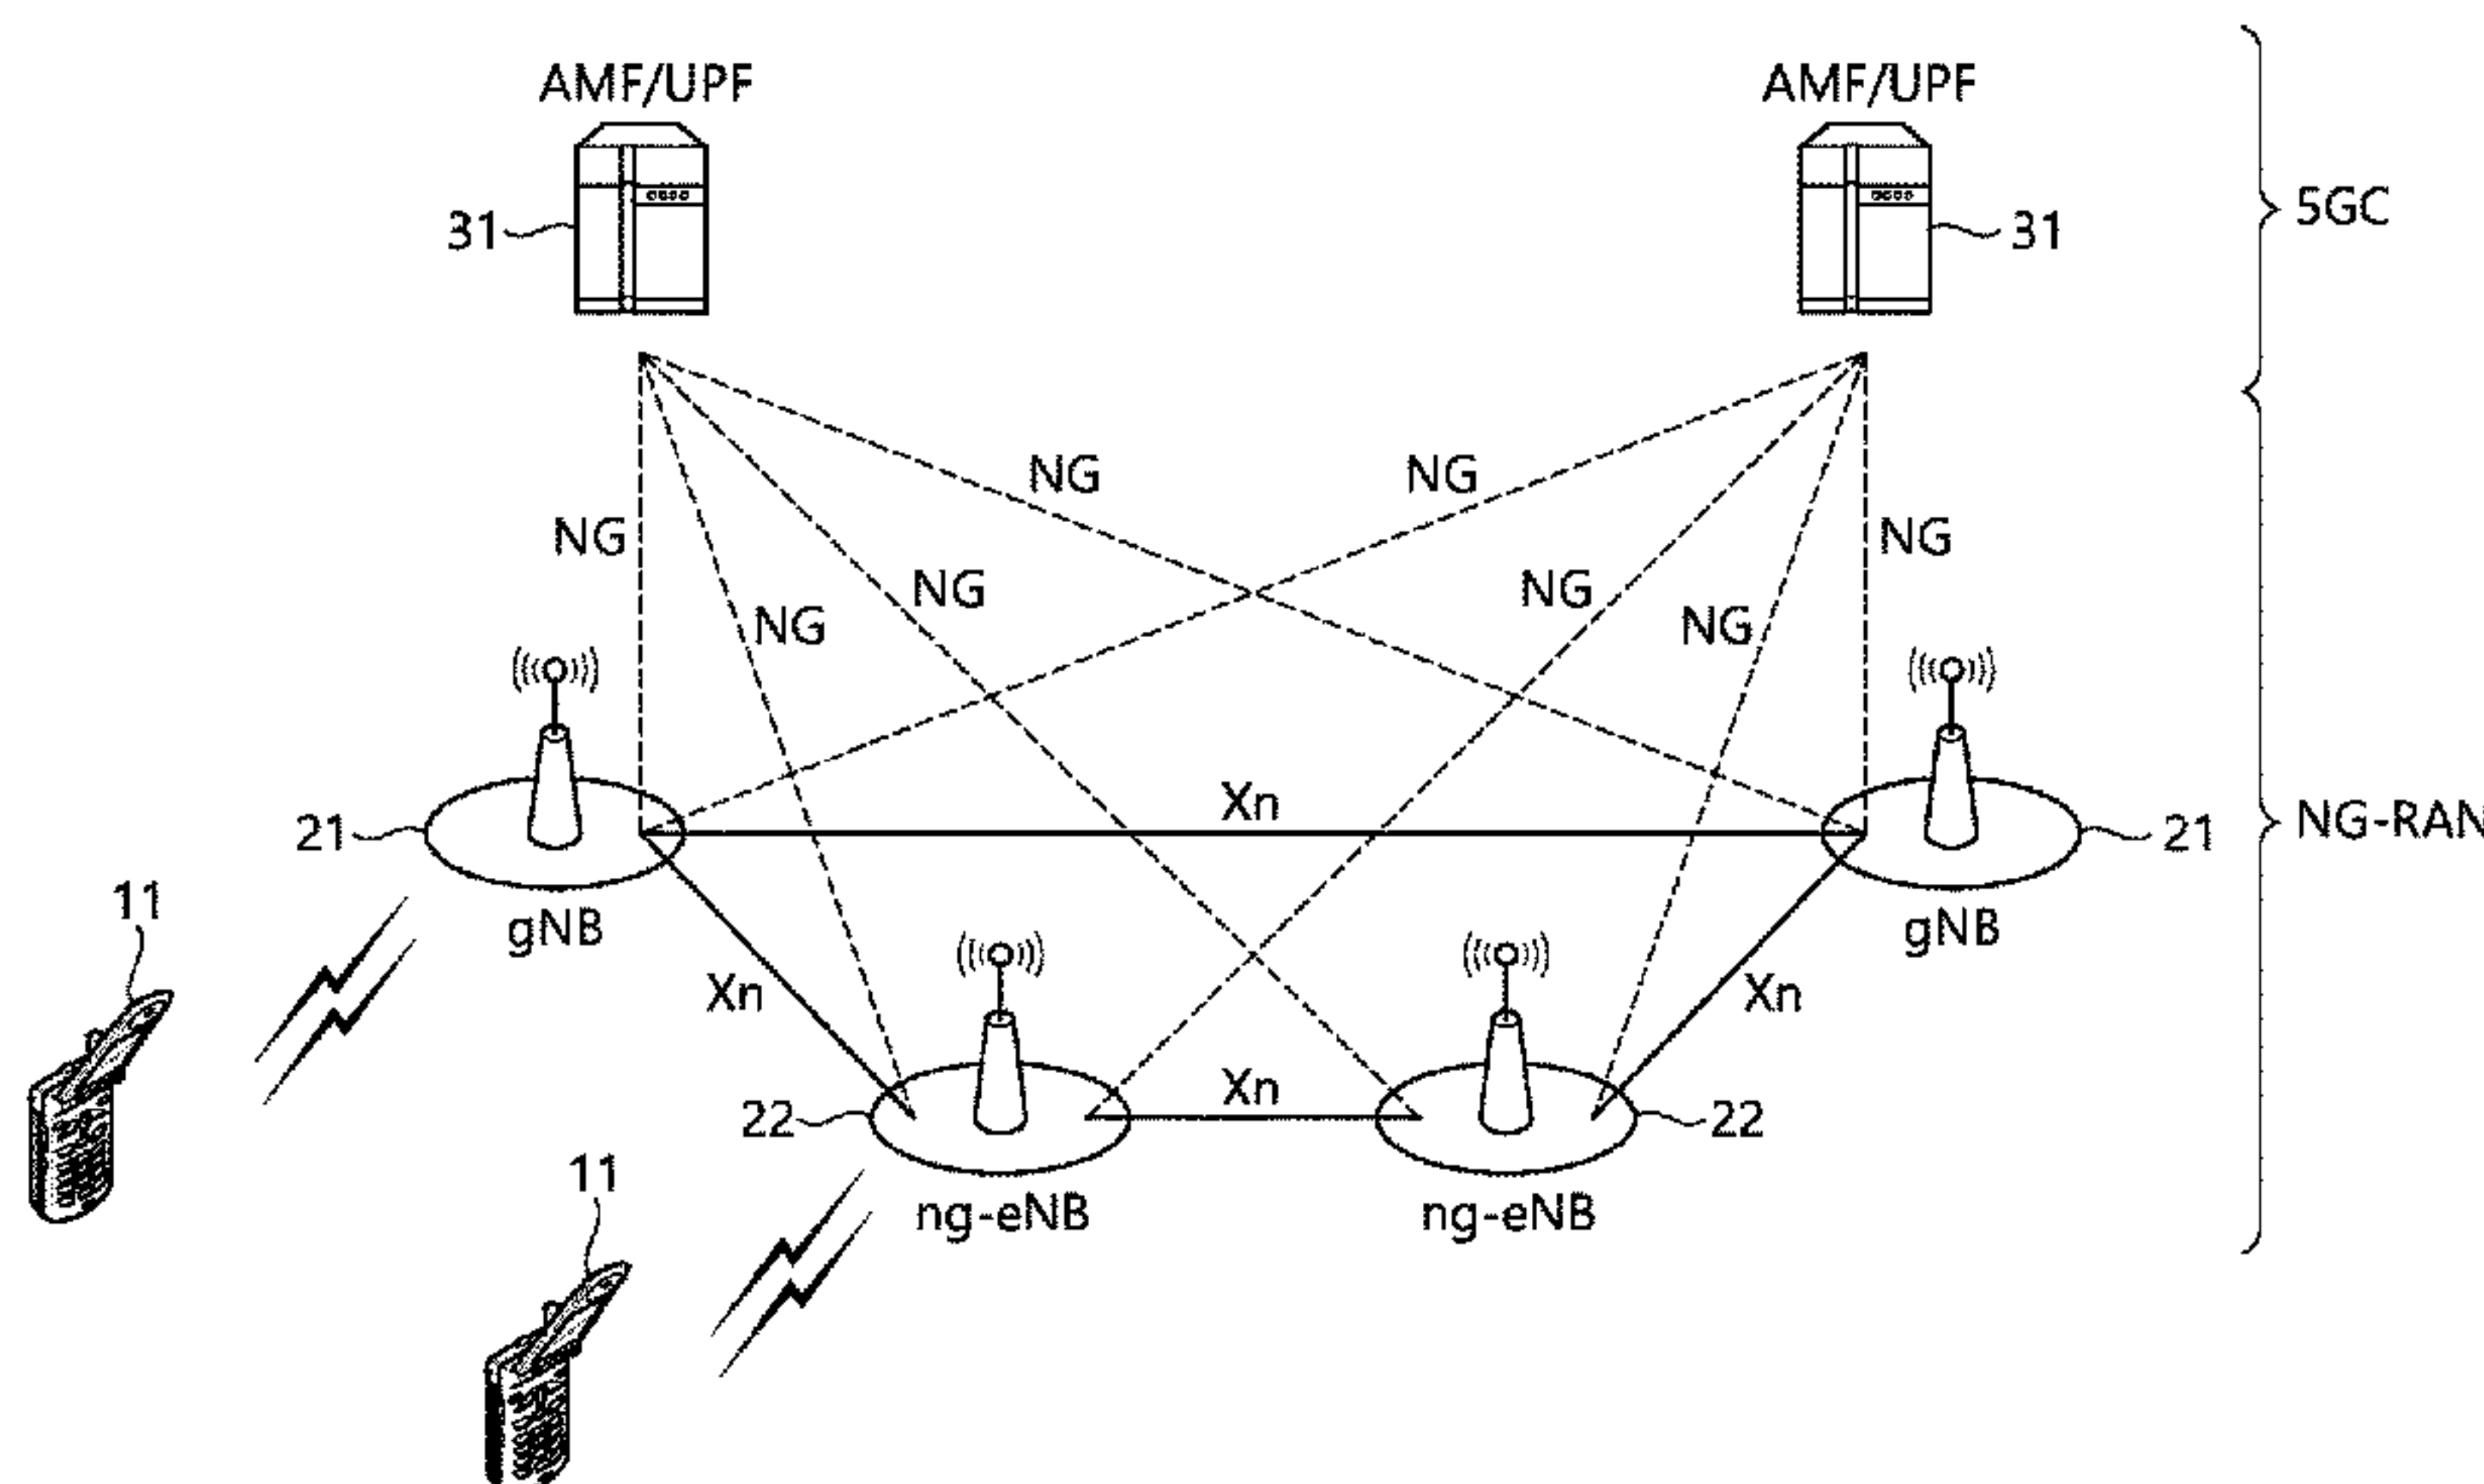 AMF/UPF
AMF/UPF
31
31
5GC
NG
NG
NG
NG
NG
NG
NG
NG
Xn
21
21
NG-RAN
11
gNB
gNB
Xn
Xn
Xn
22
22
11
ng-eNB
ng-eNB